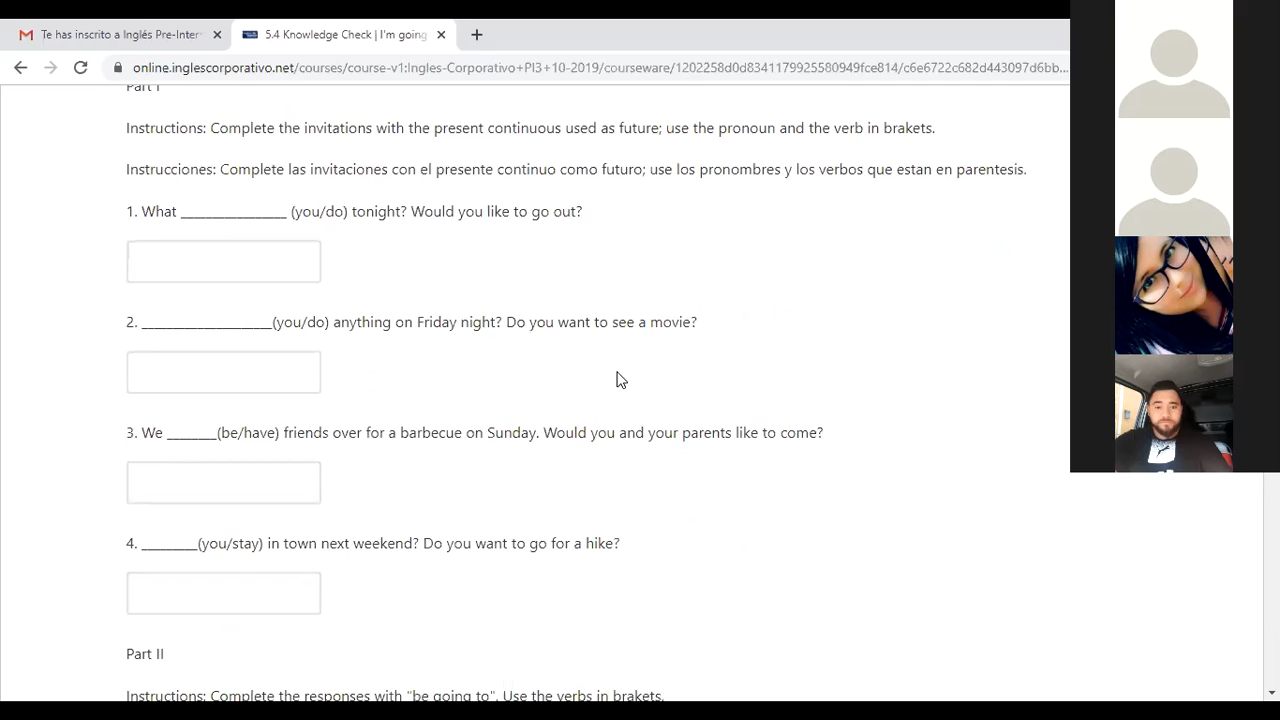 Te has inscrito a Inglés Pre-Inter
5.4 Knowledge Check | I'm going
online.inglescorporativo.net/courses/course-v1:Ingles-Corporativo+PI3+10-2019/courseware/1202258d0d8341179925580949fce814/c6e6722c682d443097d6bb...
Part I
Instructions: Complete the invitations with the present continuous used as future; use the pronoun and the verb in brakets.
Instrucciones: Complete las invitaciones con el presente continuo como futuro; use los pronombres y los verbos que estan en parentesis.
1. What _________________ (you/do) tonight? Would you like to go out?
2. _____________________(you/do) anything on Friday night? Do you want to see a movie?
3. We ________(be/have) friends over for a barbecue on Sunday. Would you and your parents like to come?
4. _________(you/stay) in town next weekend? Do you want to go for a hike?
Part II
Instructions: Complete the responses with "be going to". Use the verbs in brakets.